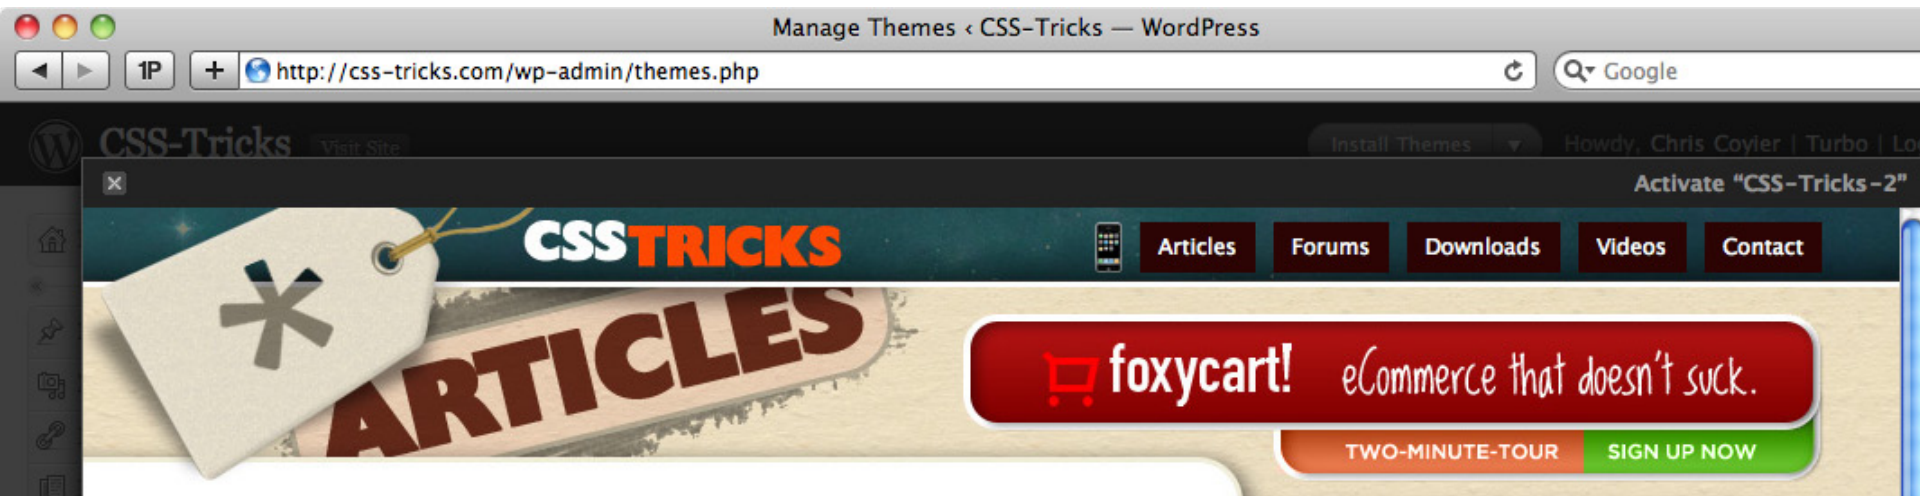 Manage Themes ‹ CSS-Tricks — WordPress
1P
+
http://css-tricks.com/wp-admin/themes.php
Google
CSS-Tricks
Visit Site
Install Themes
Howdy, Chris Coyier | Turbo | Lo
Activate “CSS-Tricks-2”
CSSTRICKS
Articles
Forums
Downloads
Videos
Contact
*
ARTICLES
foxycart!
eCommerce that doesn't suck.
TWO-MINUTE-TOUR
SIGN UP NOW